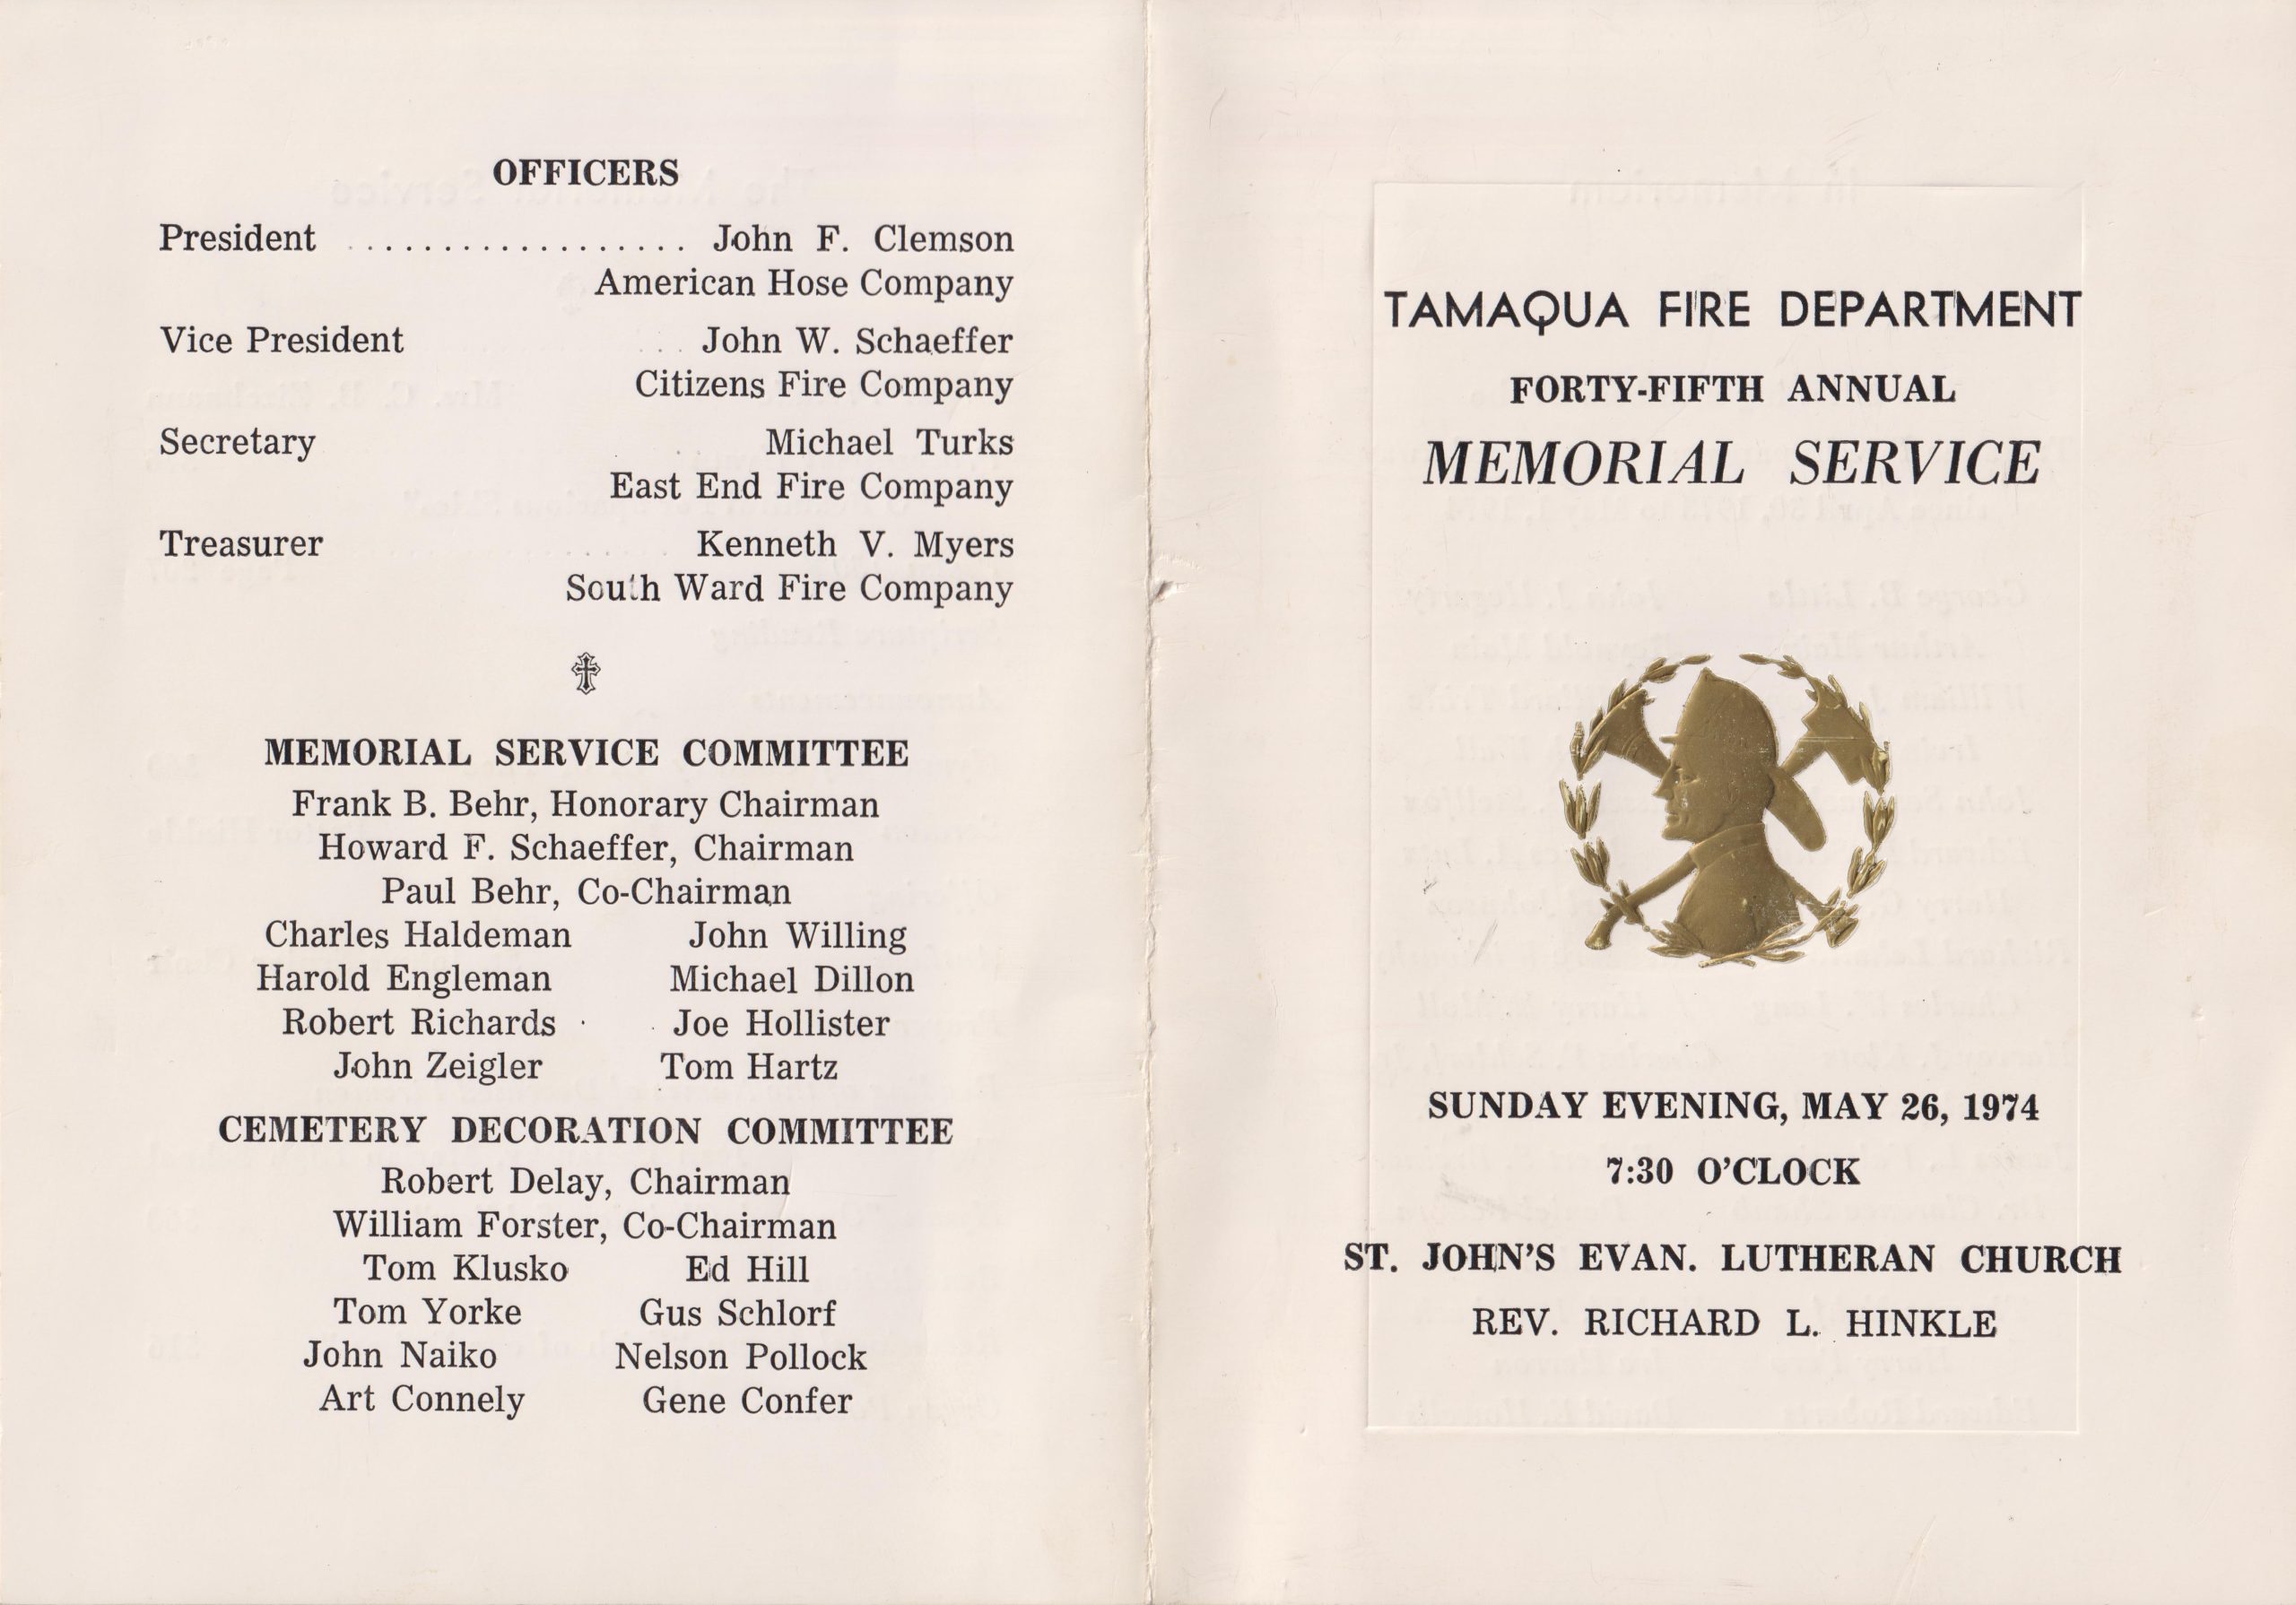 OFFICERS
President .................. John F. Clemson
American Hose Company
Vice President .. John W. Schaeffer
Citizens Fire Company
Secretary Michael Turks
East End Fire Company
Treasurer .............. Kenneth V. Myers
South Ward Fire Company
MEMORIAL SERVICE COMMITTEE
Frank B. Behr, Honorary Chairman
Howard F. Schaeffer, Chairman
Paul Behr, Co-Chairman
Charles Haldeman John Willing
Harold Engleman Michael Dillon
Robert Richards Joe Hollister
John Zeigler Tom Hartz
CEMETERY DECORATION COMMITTEE
Robert Delay, Chairman
William Forster, Co-Chairman
Tom Klusko Ed Hill
Tom Yorke Gus Schlorf
John Naiko Nelson Pollock
Art Connely Gene Confer
TAMAQUA FIRE DEPARTMENT
FORTY-FIFTH ANNUAL
MEMORIAL SERVICE
SUNDAY EVENING, MAY 26, 1974
7:30 O'CLOCK
ST. JOHN'S EVAN. LUTHERAN CHURCH
REV. RICHARD L. HINKLE